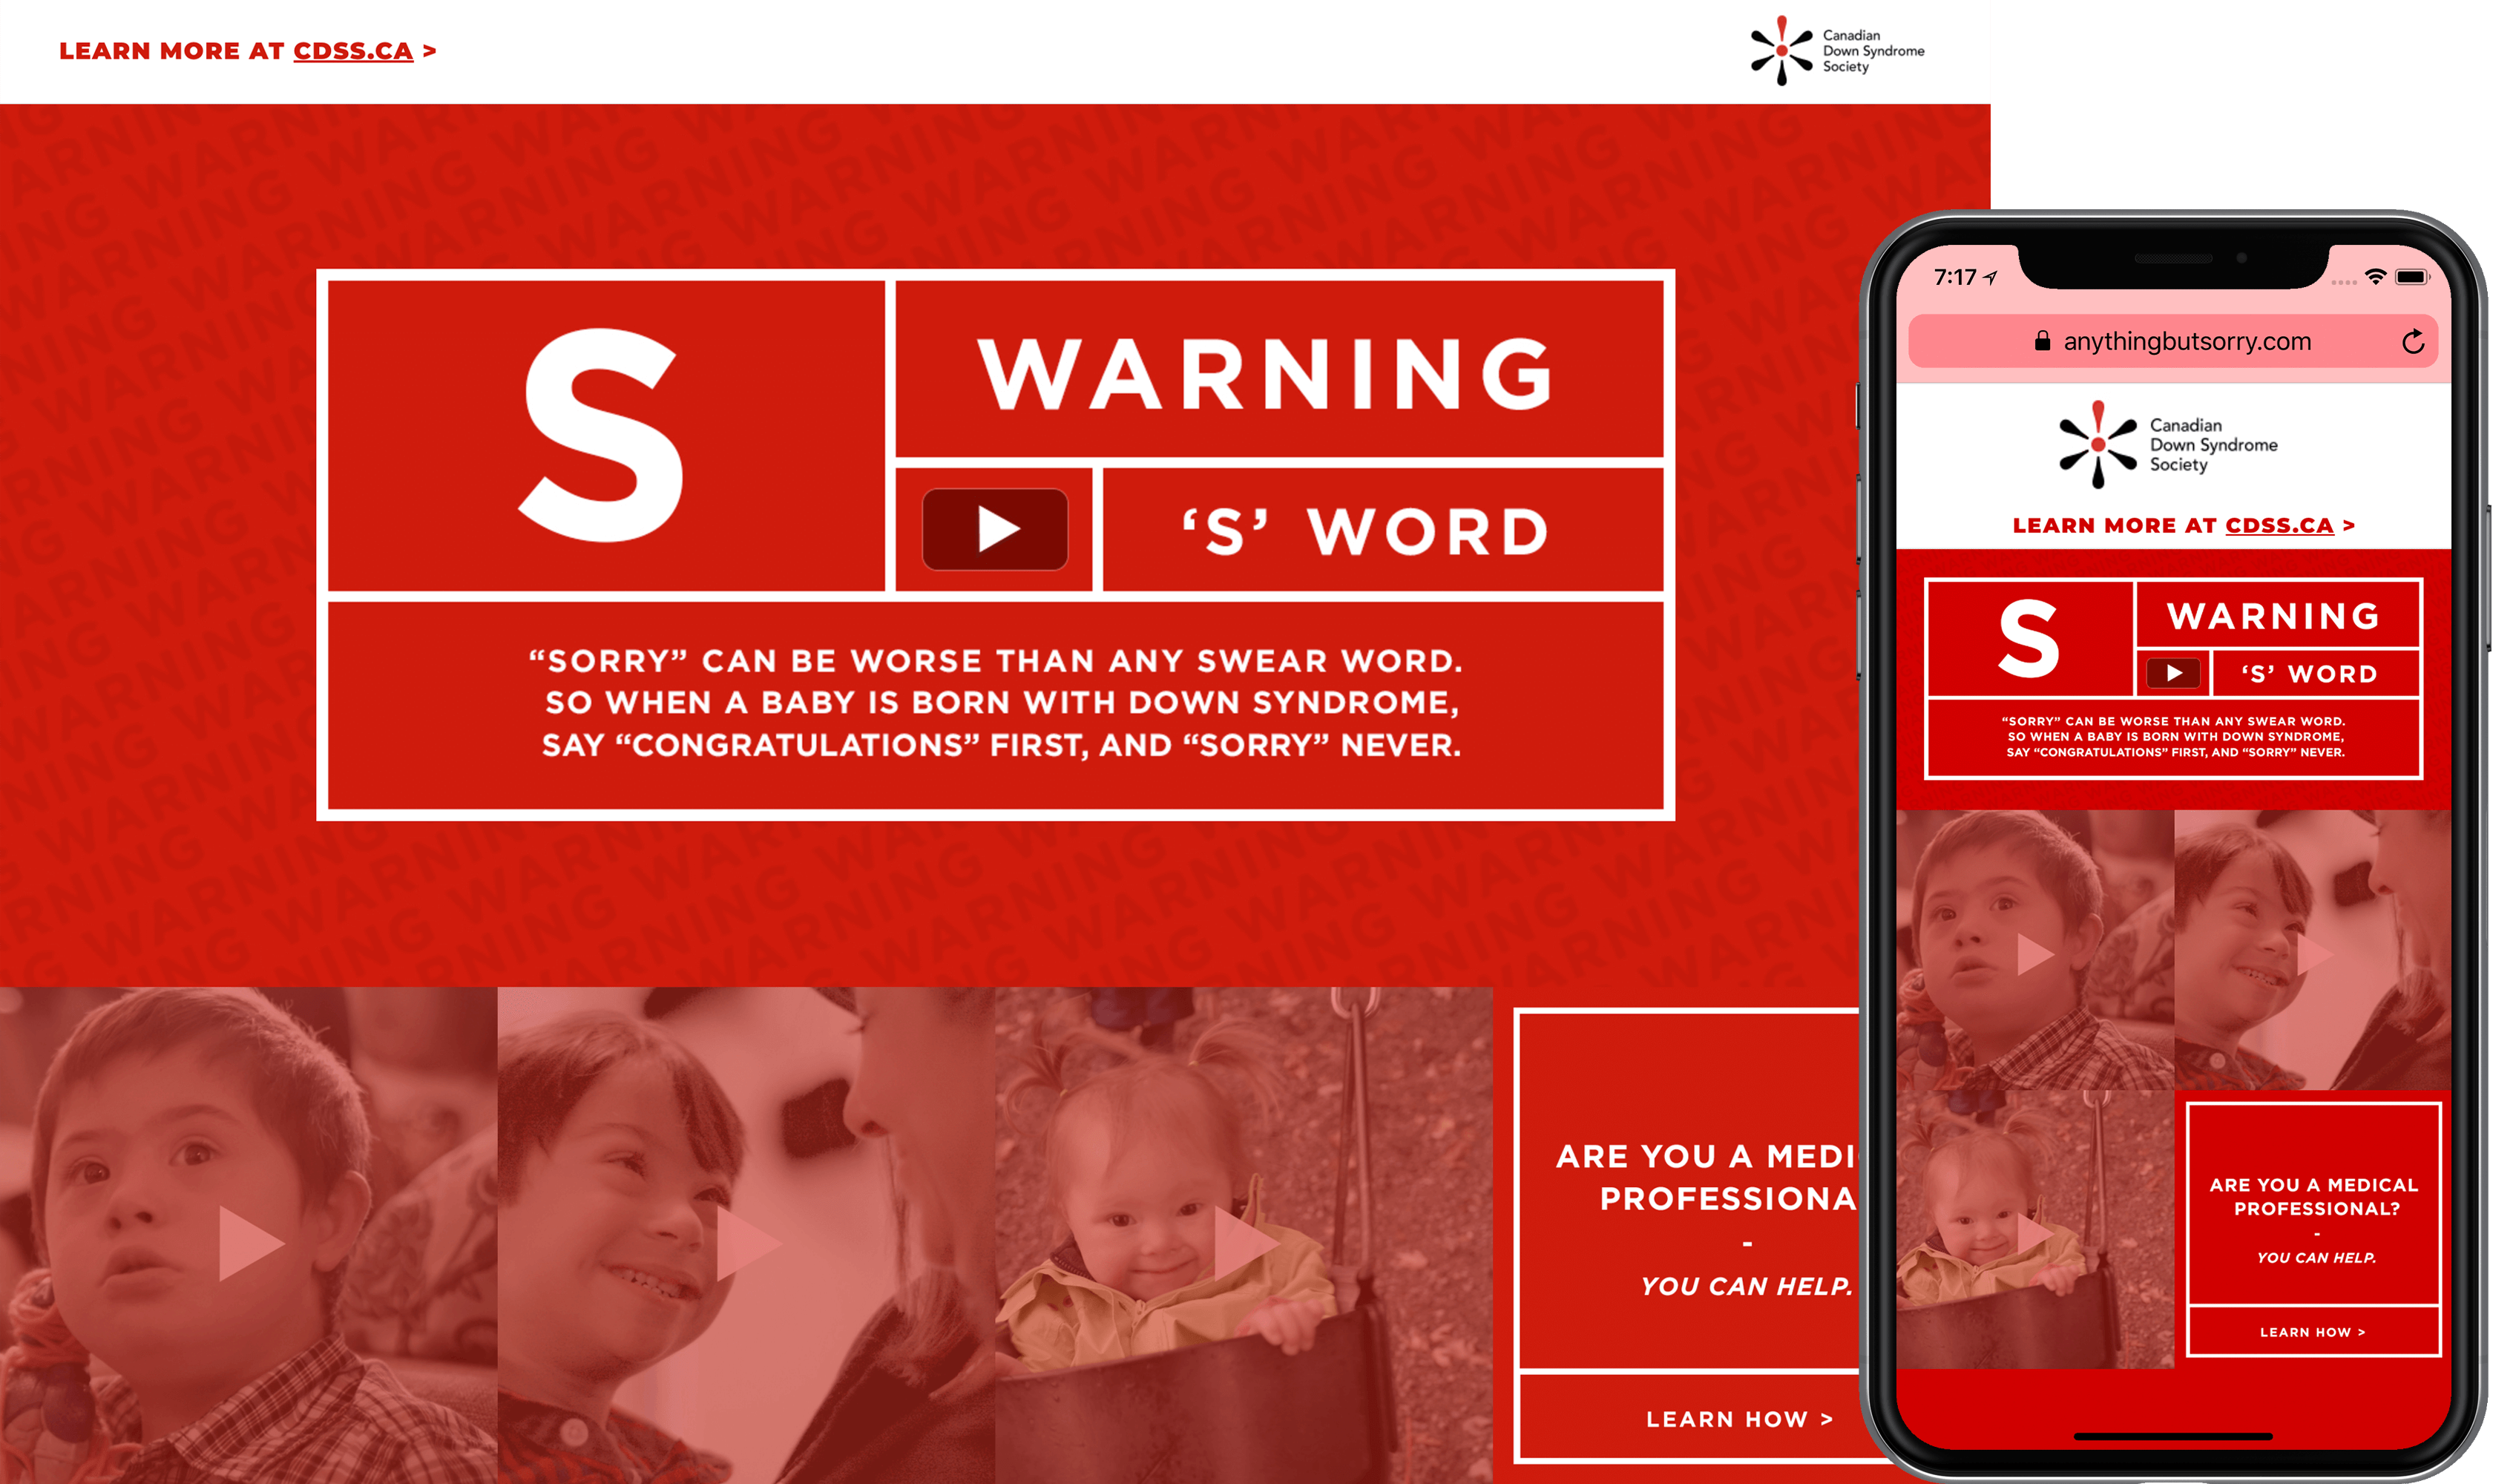 LEARN MORE AT CDSS.CA >
Canadian
Down Syndrome
Society
S
WARNING
‘S’ WORD
“SORRY” CAN BE WORSE THAN ANY SWEAR WORD.
SO WHEN A BABY IS BORN WITH DOWN SYNDROME,
SAY “CONGRATULATIONS” FIRST, AND “SORRY” NEVER.
ARE YOU A MEDI
PROFESSIONA
-
YOU CAN HELP.
LEARN HOW >
7:17
anythingbutsorry.com
Canadian
Down Syndrome
Society
LEARN MORE AT CDSS.CA >
S
WARNING
‘S’ WORD
“SORRY” CAN BE WORSE THAN ANY SWEAR WORD.
SO WHEN A BABY IS BORN WITH DOWN SYNDROME,
SAY “CONGRATULATIONS” FIRST, AND “SORRY” NEVER.
ARE YOU A MEDICAL
PROFESSIONAL?
-
YOU CAN HELP.
LEARN HOW >